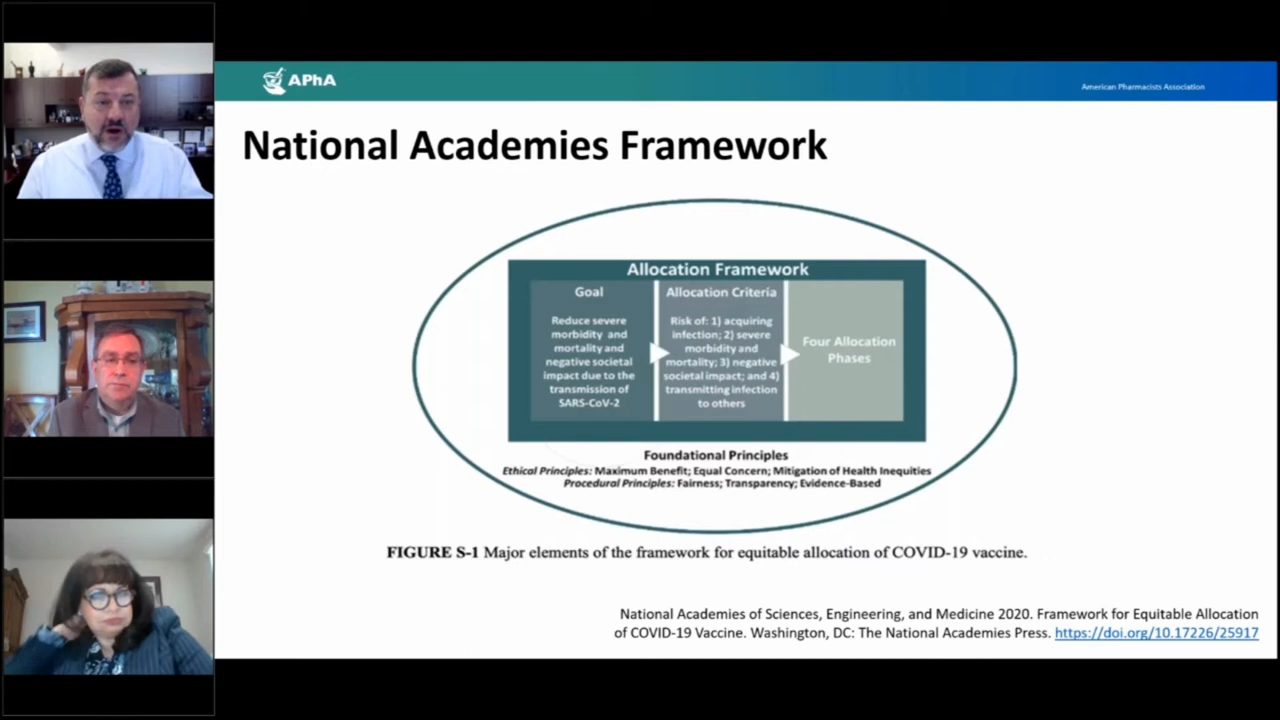 APhA
American Pharmacists Association
National Academies Framework
Allocation Framework
Goal
Reduce severe
morbidity and
mortality and
negative societal
impact due to the
transmission of
SARS-CoV-2
Allocation Criteria
Risk of: 1) acquiring
infection; 2) severe
morbidity and
mortality; 3) negative
societal impact; and 4)
transmitting infection
to others
Four Allocation
Phases
Foundational Principles
Ethical Principles: Maximum Benefit; Equal Concern; Mitigation of Health Inequities
Procedural Principles: Fairness; Transparency; Evidence-Based
FIGURE S-1 Major elements of the framework for equitable allocation of COVID-19 vaccine.
National Academies of Sciences, Engineering, and Medicine 2020. Framework for Equitable Allocation
of COVID-19 Vaccine. Washington, DC: The National Academies Press. https://doi.org/10.17226/25917